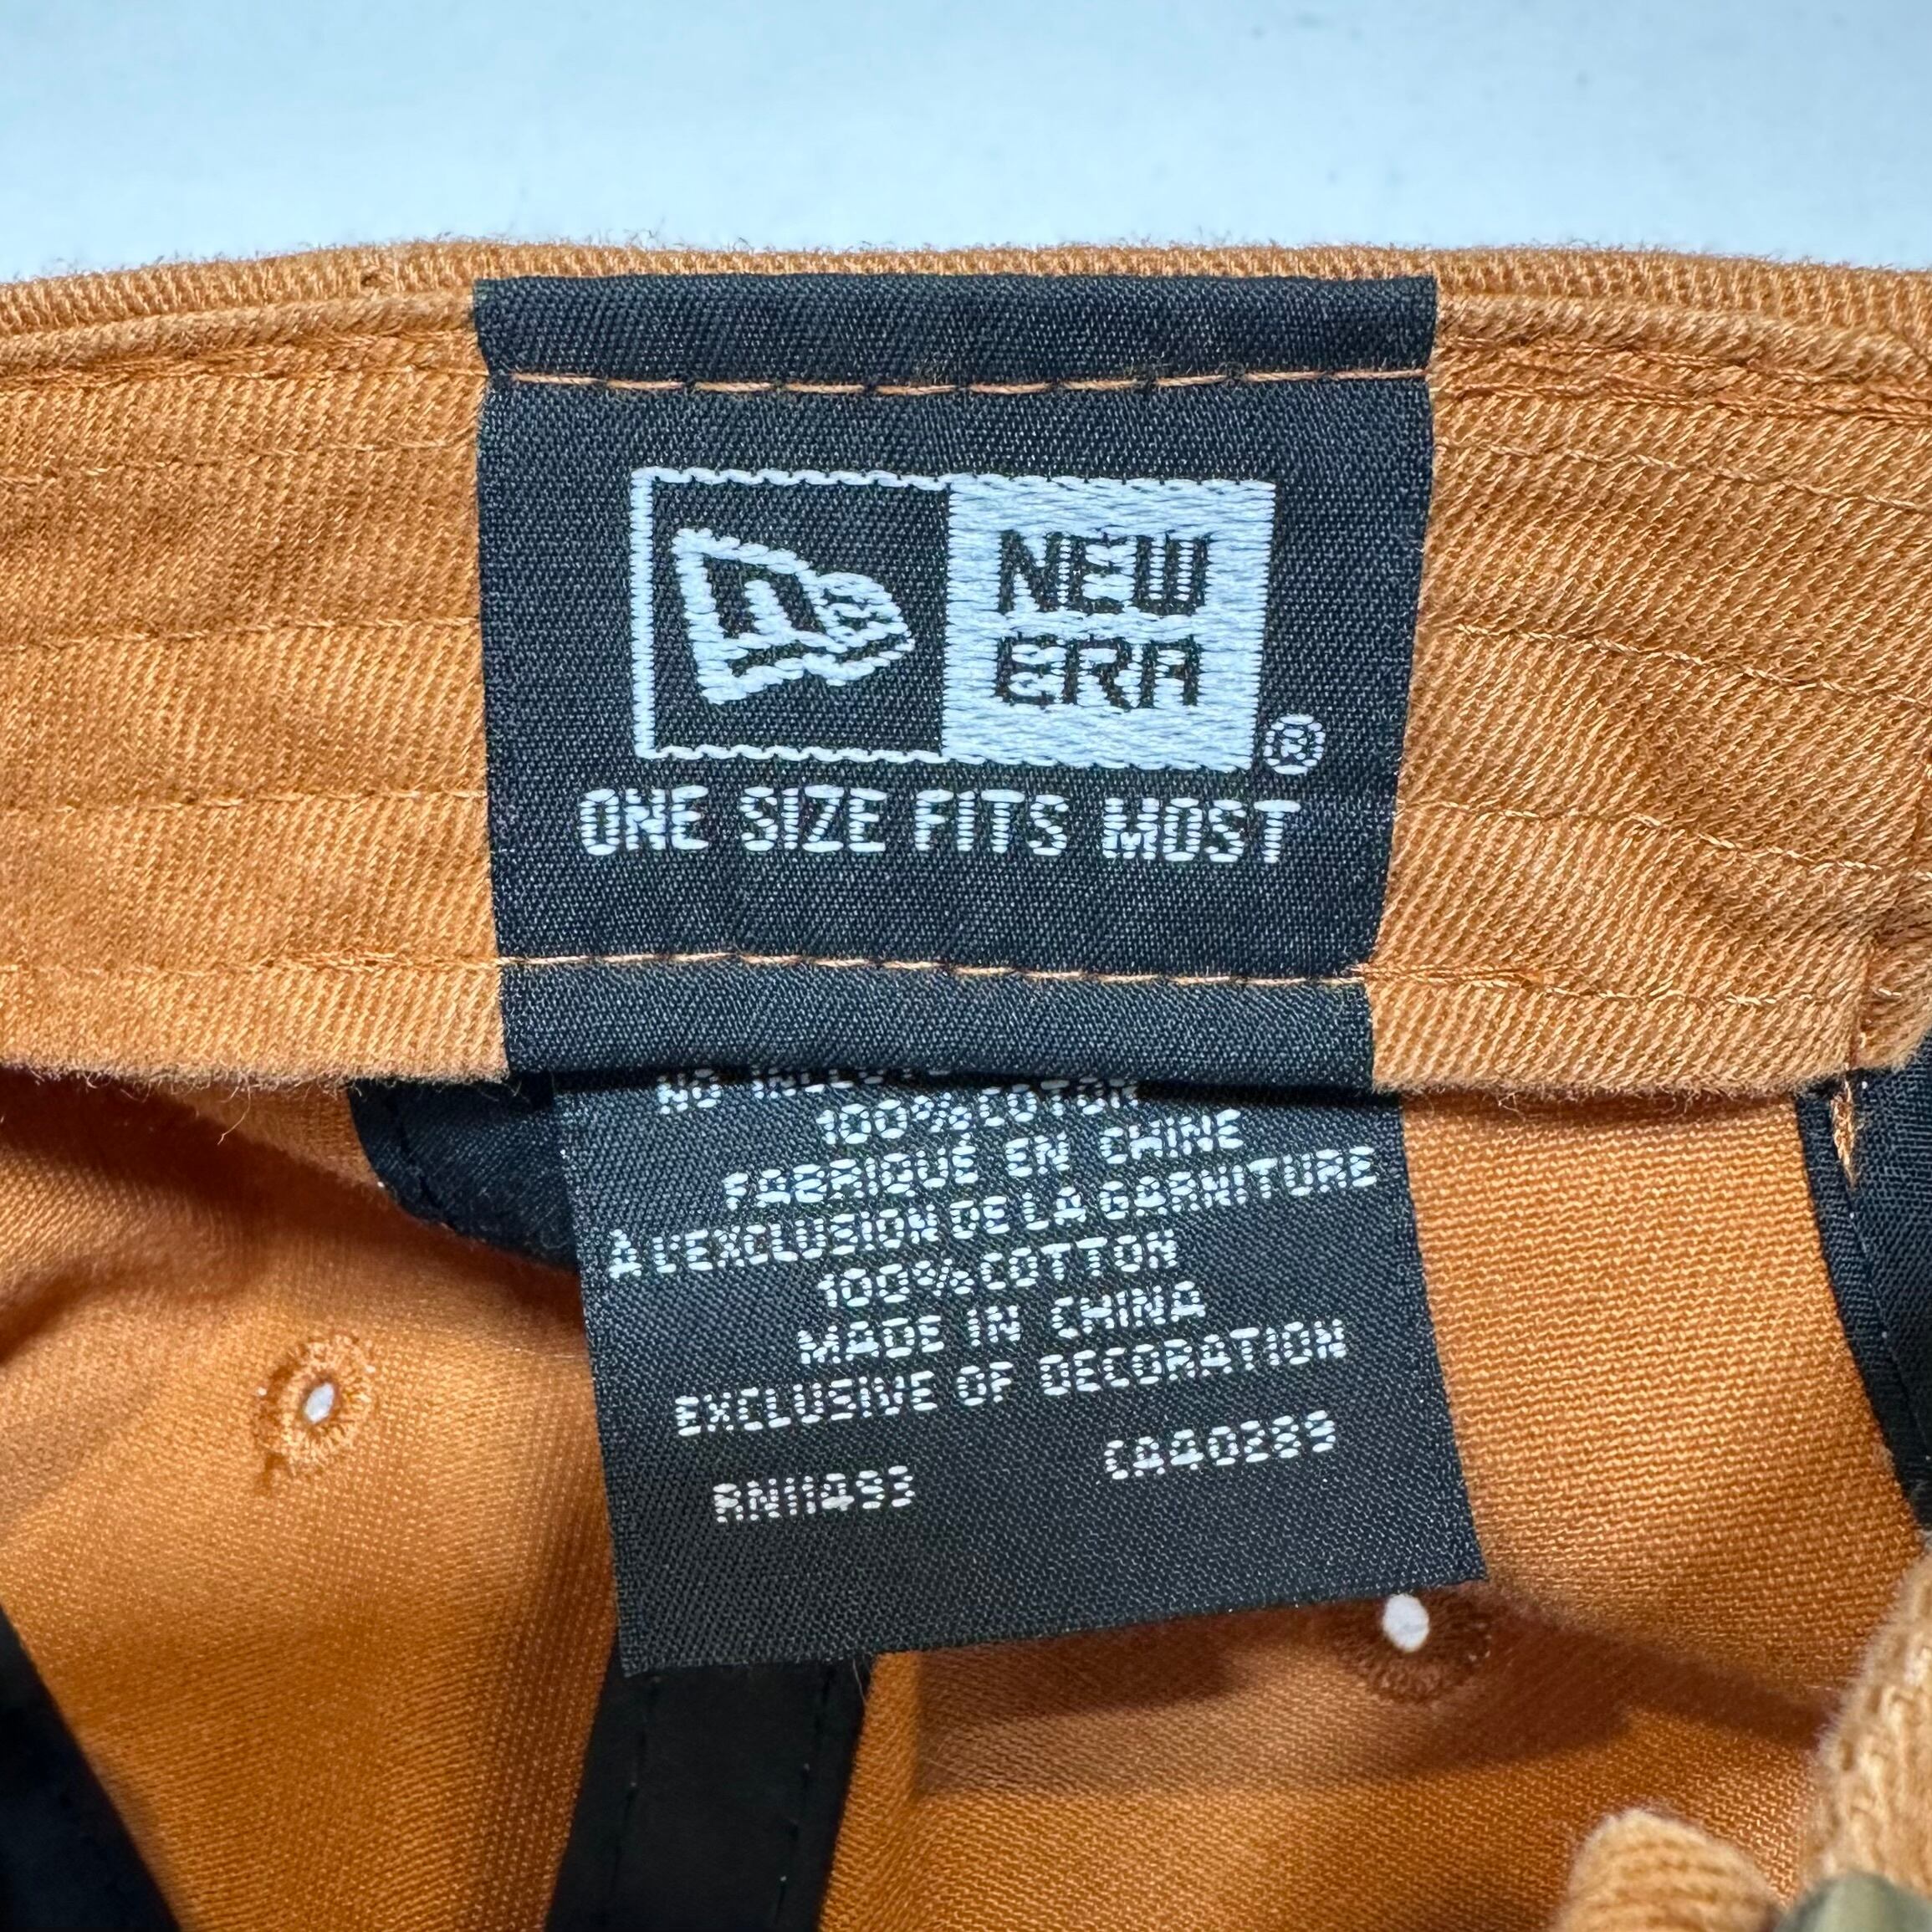 NEW
ERA
®
ONE SIZE FITS MOST
100% COTON
FABRIQUÉ EN CHINE
À L'EXCLUSION DE LA GARNITURE
100% COTTON
MADE IN CHINA
EXCLUSIVE OF DECORATION
RN11493 CA40289